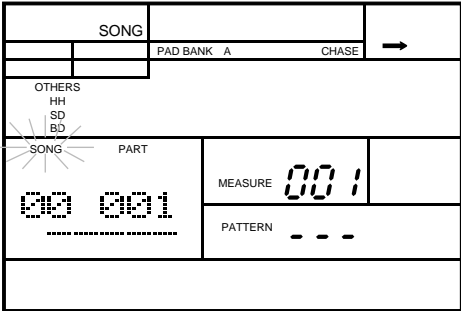 SONG
PAD BANK A CHASE
OTHERS
HH
SD
BD
SONG PART
MEASURE 001
00 001
PATTERN ---